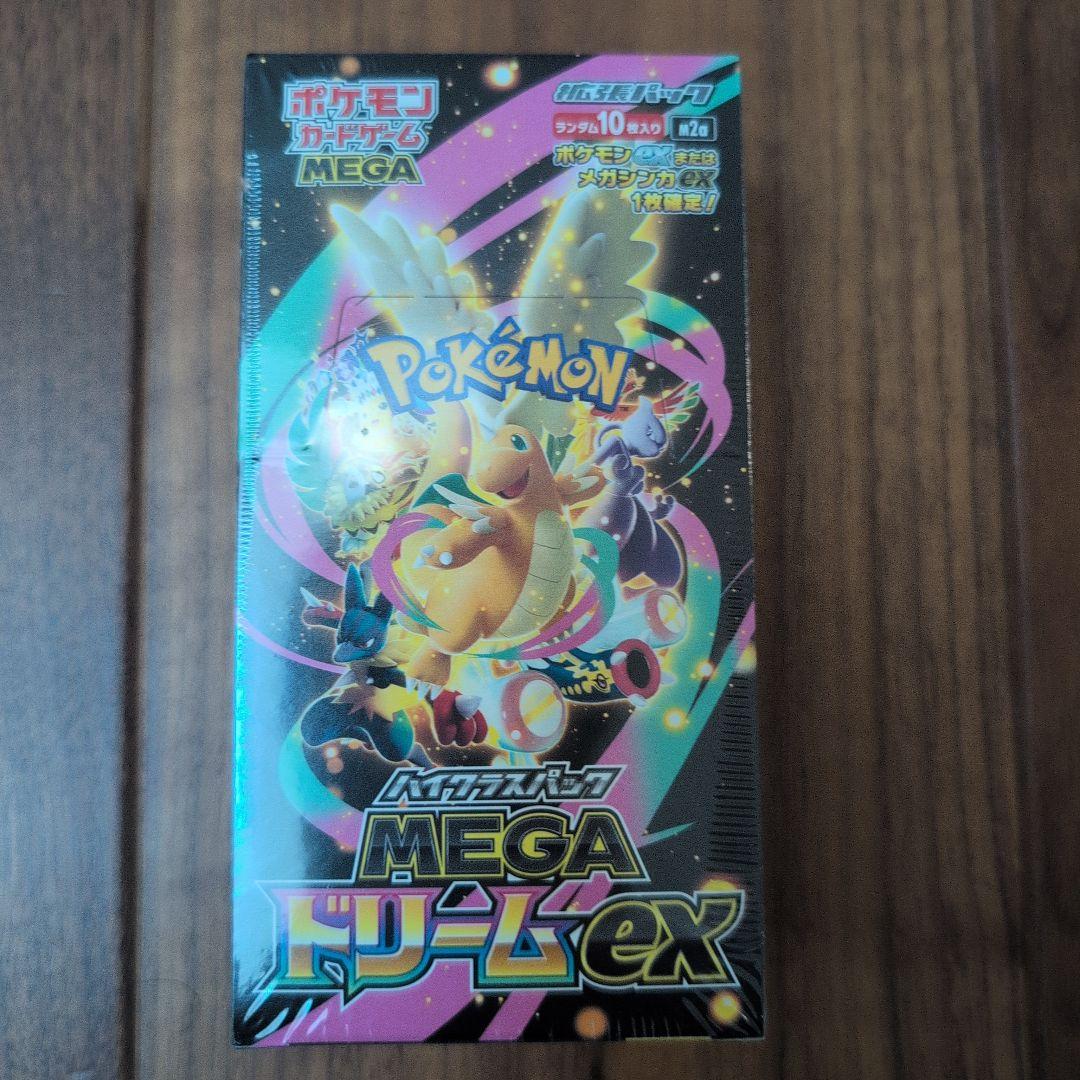 ポケモン
カードゲーム
MEGA
拡張パック
ランダム10枚入り M2a
ポケモンexまたは
メガシンカex
1枚確定!
POKéMON
ハイクラスパック
MEGA
ドリームex